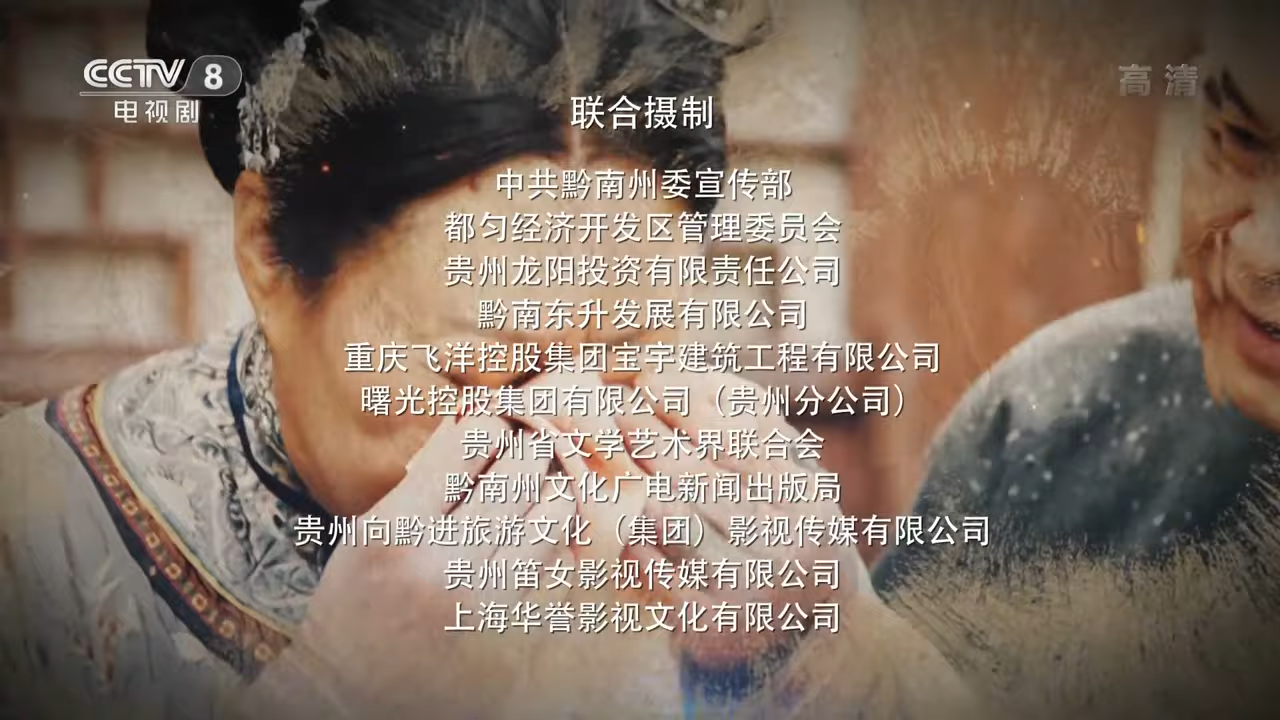 CCTV 8
电视剧
高清
联合摄制
中共黔南州委宣传部
都匀经济开发区管理委员会
贵州龙阳投资有限责任公司
黔南东升发展有限公司
重庆飞洋控股集团宝宇建筑工程有限公司
曙光控股集团有限公司（贵州分公司）
贵州省文学艺术界联合会
黔南州文化广电新闻出版局
贵州向黔进旅游文化（集团）影视传媒有限公司
贵州笛女影视传媒有限公司
上海华誉影视文化有限公司